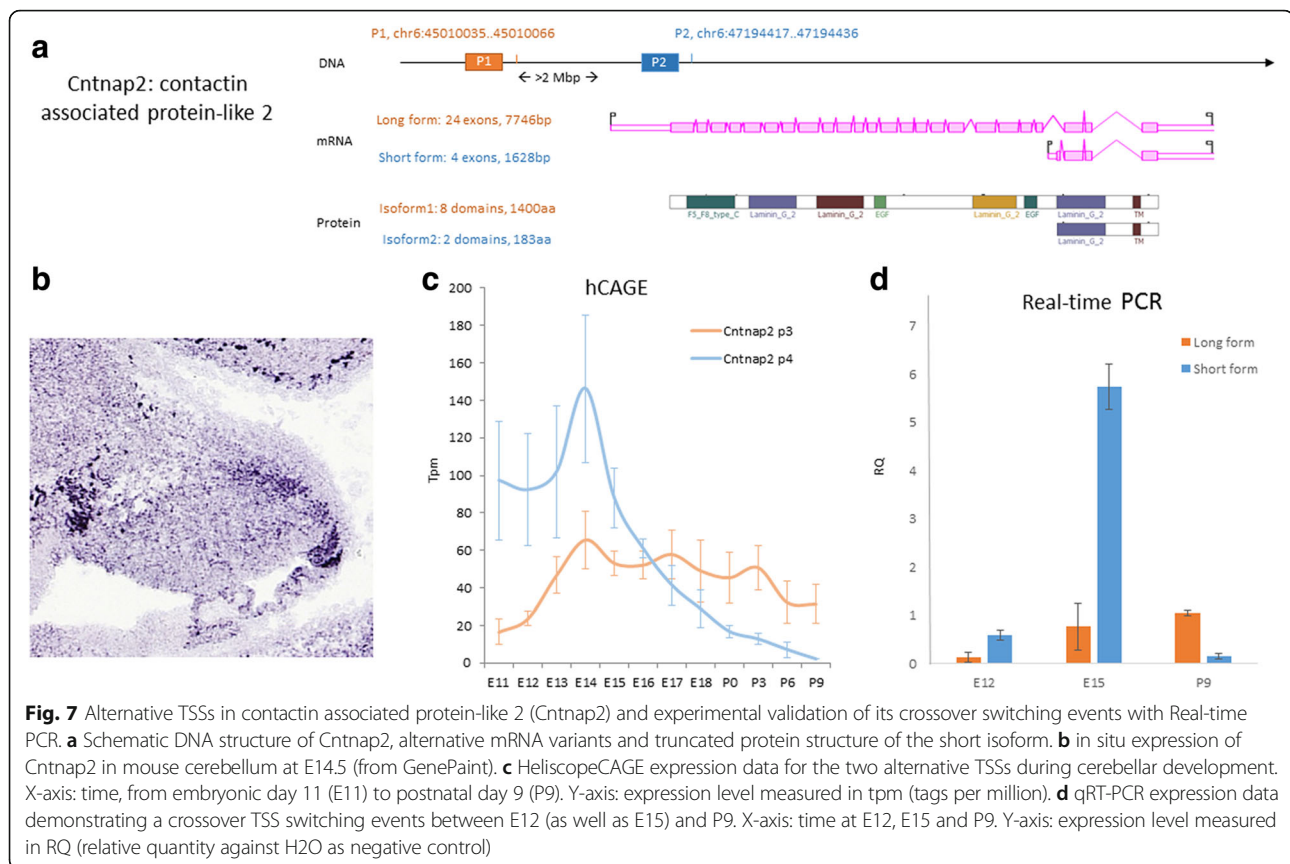 a
Cntnap2: contactin
associated protein-like 2
P1, chr6:45010035..45010066
P2, chr6:47194417..47194436
DNA
P1
P2
← >2 Mbp →
mRNA
Long form: 24 exons, 7746bp
Short form: 4 exons, 1628bp
Protein
Isoform1: 8 domains, 1400aa
F5_F8_type_C Laminin_G_2 Laminin_G_2 EGF Laminin_G_2 EGF Laminin_G_2 TM
Isoform2: 2 domains, 183aa
Laminin_G_2 TM
b
c
hCAGE
Cntnap2 p3
Cntnap2 p4
Tpm
200
180
160
140
120
100
80
60
40
20
0
E11 E12 E13 E14 E15 E16 E17 E18 P0 P3 P6 P9
d
Real-time PCR
Long form
Short form
RQ
7
6
5
4
3
2
1
0
E12 E15 P9
Fig. 7 Alternative TSSs in contactin associated protein-like 2 (Cntnap2) and experimental validation of its crossover switching events with Real-time
PCR. a Schematic DNA structure of Cntnap2, alternative mRNA variants and truncated protein structure of the short isoform. b in situ expression of
Cntnap2 in mouse cerebellum at E14.5 (from GenePaint). c HeliscopeCAGE expression data for the two alternative TSSs during cerebellar development.
X-axis: time, from embryonic day 11 (E11) to postnatal day 9 (P9). Y-axis: expression level measured in tpm (tags per million). d qRT-PCR expression data
demonstrating a crossover TSS switching events between E12 (as well as E15) and P9. X-axis: time at E12, E15 and P9. Y-axis: expression level measured
in RQ (relative quantity against H2O as negative control)